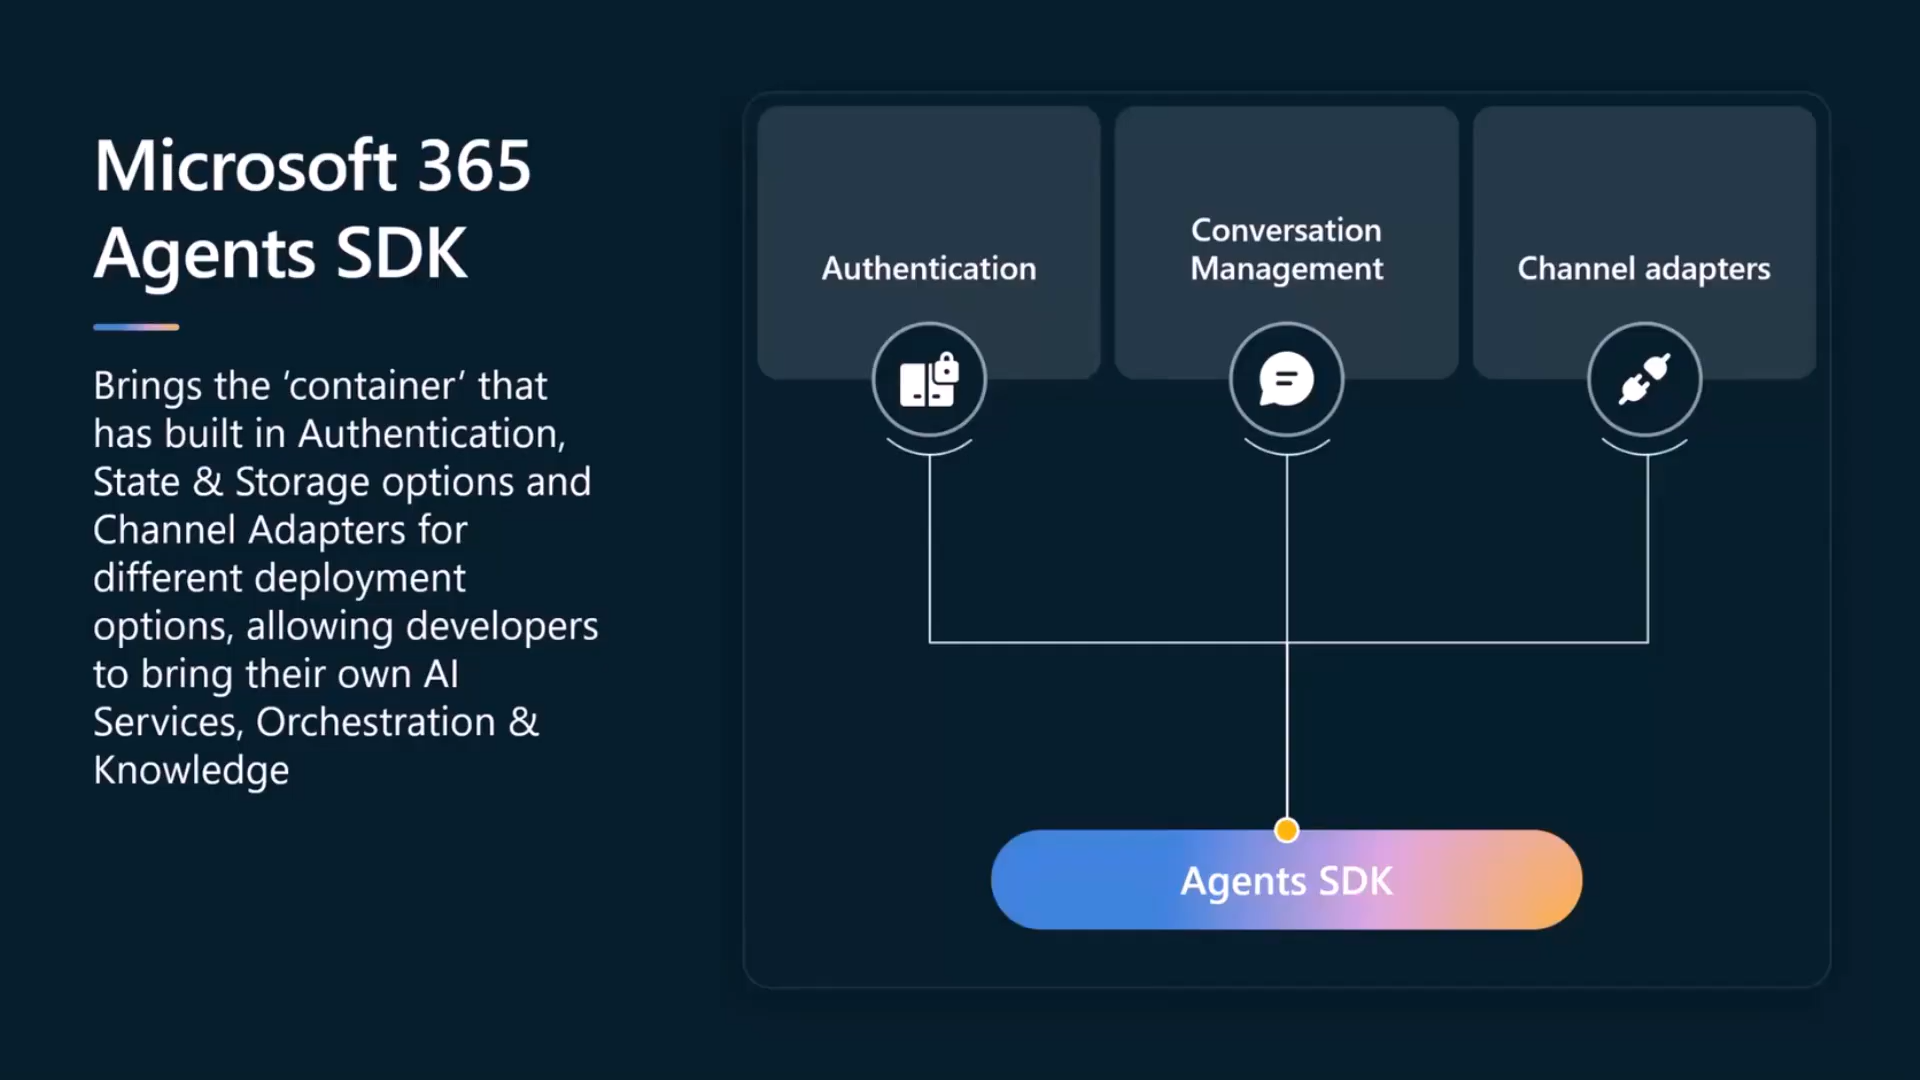 Microsoft 365
Agents SDK
Brings the ‘container’ that
has built in Authentication,
State & Storage options and
Channel Adapters for
different deployment
options, allowing developers
to bring their own AI
Services, Orchestration &
Knowledge
Authentication
Conversation
Management
Channel adapters
Agents SDK